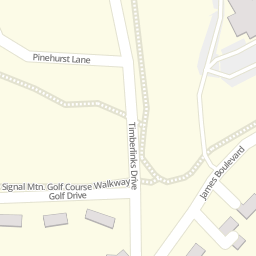 Pinehurst Lane
Timberlinks Drive
James Boulevard
Signal Mtn. Golf Course Walkway
Golf Drive